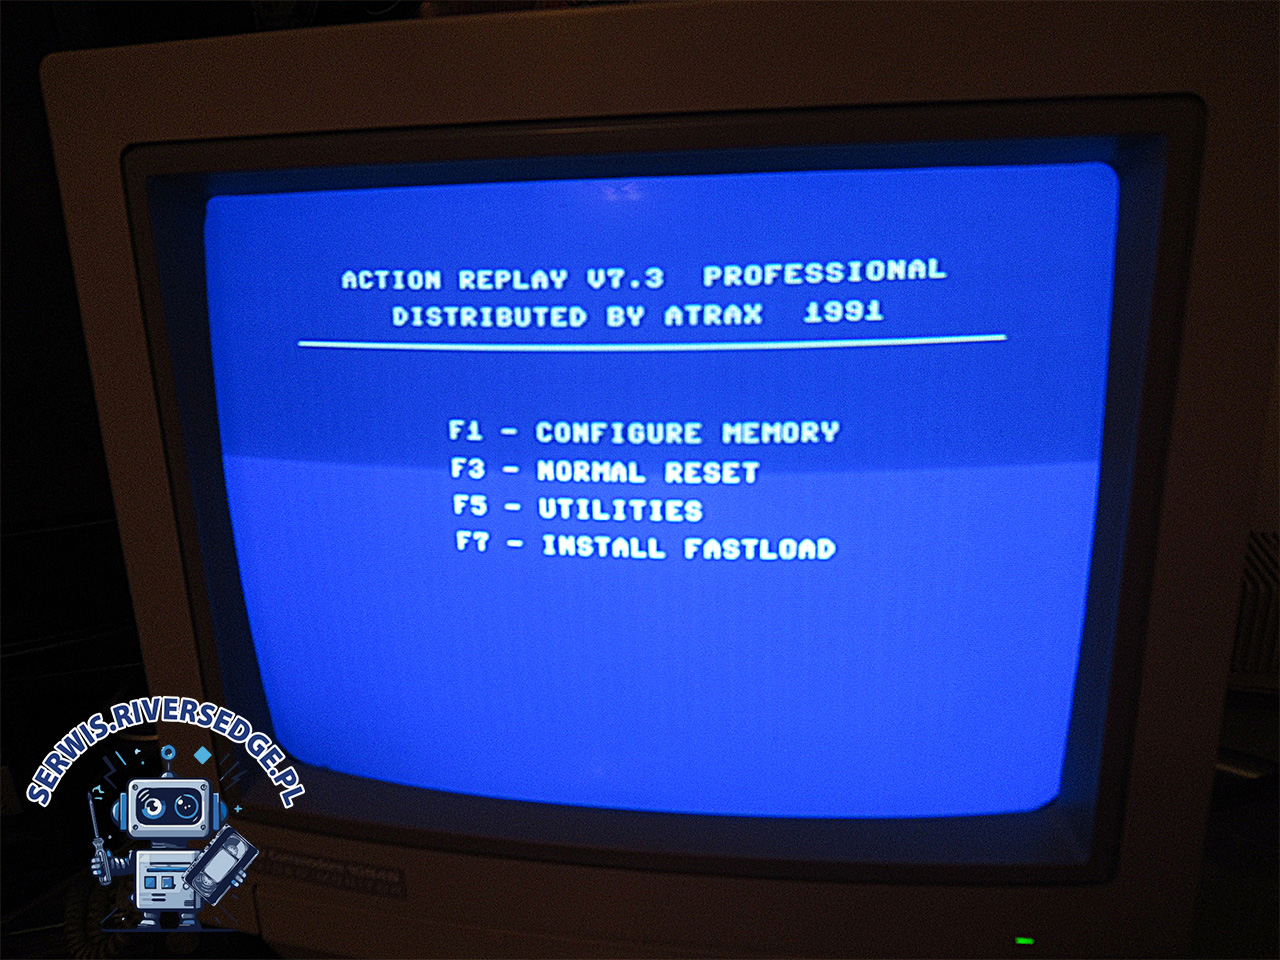 ACTION REPLAY V7.3 PROFESSIONAL
DISTRIBUTED BY ATRAX 1991
F1 - CONFIGURE MEMORY
F3 - NORMAL RESET
F5 - UTILITIES
F7 - INSTALL FASTLOAD
SERWIS.RIVERSEDGE.PL